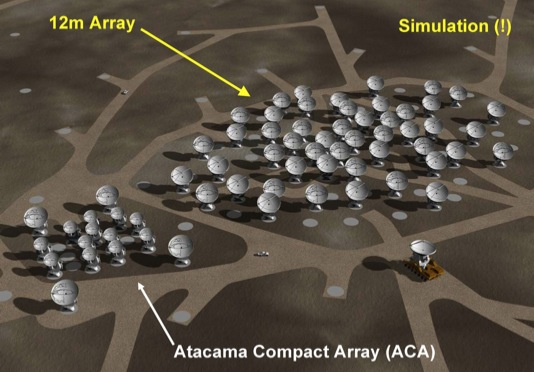 12m Array
Simulation (!)
Atacama Compact Array (ACA)